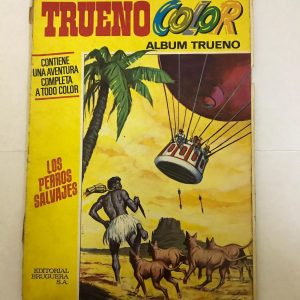 TRUENO COLOR
ALBUM TRUENO
CONTIENE
UNA AVENTURA
COMPLETA
A TODO COLOR
LOS
PERROS
SALVAJES
EDITORIAL
BRUGUERA
S.A.